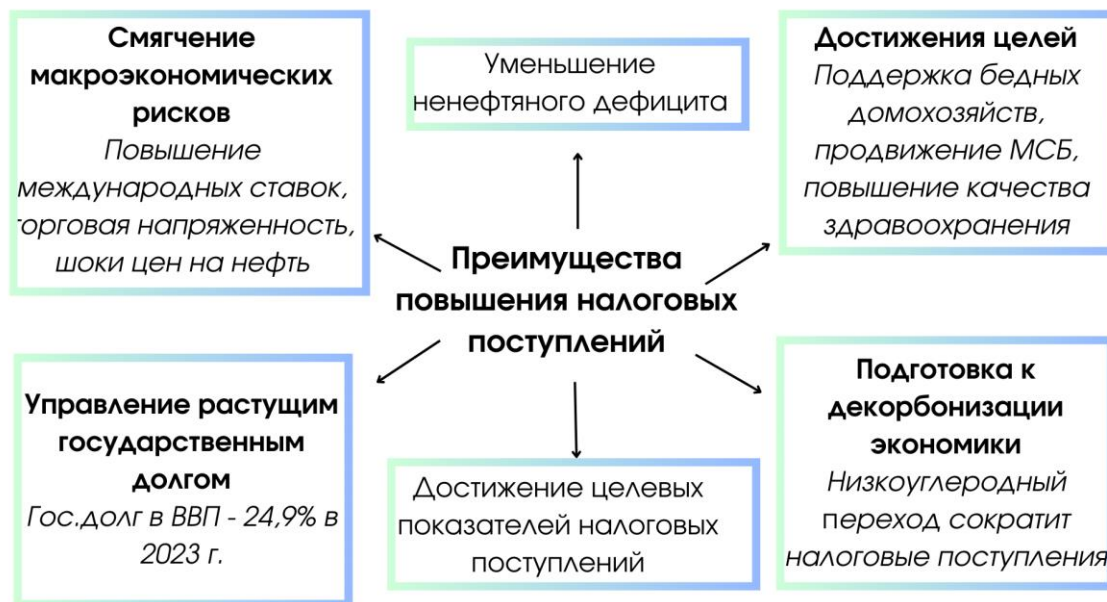 Смягчение
макроэкономических
рисков
Повышение
международных ставок,
торговая напряженность,
шоки цен на нефть
Уменьшение
ненефтяного дефицита
Достижения целей
Поддержка бедных
домохозяйств,
продвижение МСБ,
повышение качества
здравоохранения
Преимущества
повышения налоговых
поступлений
Управление растущим
государственным
долгом
Гос.долг в ВВП - 24,9% в
2023 г.
Достижение целевых
показателей налоговых
поступлений
Подготовка к
декорбонизации
экономики
Низкоуглеродный
переход сократит
налоговые поступления